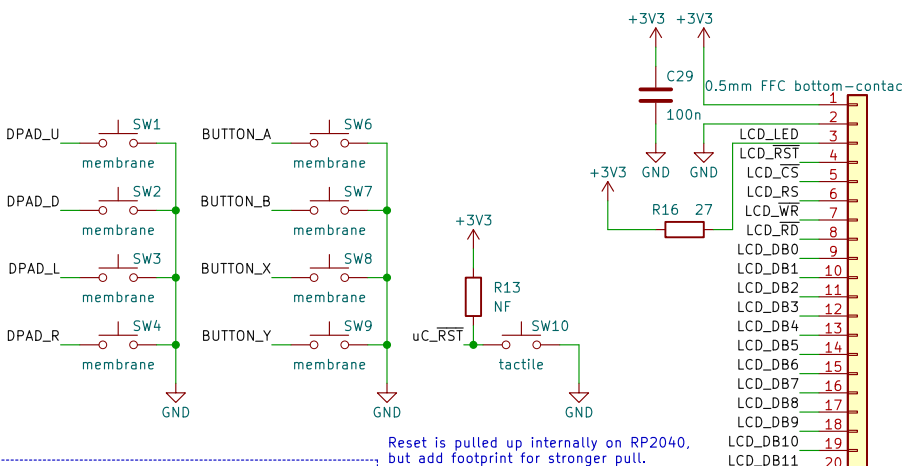 +3V3 +3V3
C29
100n
0.5mm FFC bottom-contac
GND GND
+3V3
R16 27
DPAD_U SW1
membrane
DPAD_D SW2
membrane
DPAD_L SW3
membrane
DPAD_R SW4
membrane
GND
BUTTON_A SW6
membrane
BUTTON_B SW7
membrane
BUTTON_X SW8
membrane
BUTTON_Y SW9
membrane
GND
+3V3
R13
NF
uC_RST SW10
tactile
GND
1
2
LCD_LED 3
LCD_RST 4
LCD_CS 5
LCD_RS 6
LCD_WR 7
LCD_RD 8
LCD_DB0 9
LCD_DB1 10
LCD_DB2 11
LCD_DB3 12
LCD_DB4 13
LCD_DB5 14
LCD_DB6 15
LCD_DB7 16
LCD_DB8 17
LCD_DB9 18
LCD_DB10 19
LCD_DB11 20
Reset is pulled up internally on RP2040,
but add footprint for stronger pull.